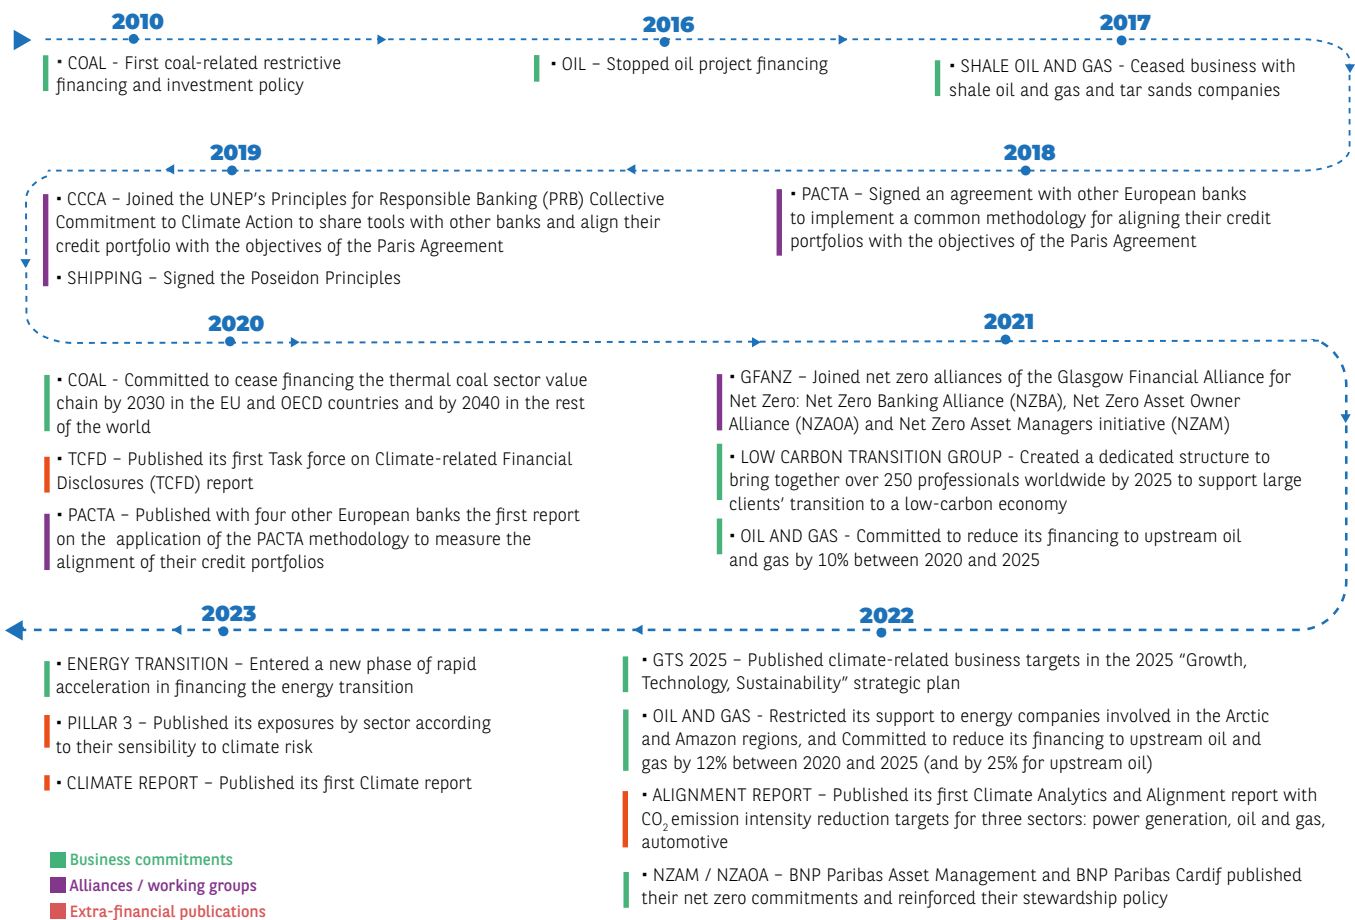 2010
▪ COAL - First coal-related restrictive
financing and investment policy
2016
▪ OIL – Stopped oil project financing
2017
▪ SHALE OIL AND GAS - Ceased business with
shale oil and gas and tar sands companies
2018
▪ PACTA – Signed an agreement with other European banks
to implement a common methodology for aligning their credit
portfolios with the objectives of the Paris Agreement
2019
▪ CCCA – Joined the UNEP’s Principles for Responsible Banking (PRB) Collective
Commitment to Climate Action to share tools with other banks and align their
credit portfolio with the objectives of the Paris Agreement
▪ SHIPPING – Signed the Poseidon Principles
2020
▪ COAL - Committed to cease financing the thermal coal sector value
chain by 2030 in the EU and OECD countries and by 2040 in the rest
of the world
▪ TCFD – Published its first Task force on Climate-related Financial
Disclosures (TCFD) report
▪ PACTA – Published with four other European banks the first report
on the application of the PACTA methodology to measure the
alignment of their credit portfolios
2021
▪ GFANZ – Joined net zero alliances of the Glasgow Financial Alliance for
Net Zero: Net Zero Banking Alliance (NZBA), Net Zero Asset Owner
Alliance (NZAOA) and Net Zero Asset Managers initiative (NZAM)
▪ LOW CARBON TRANSITION GROUP - Created a dedicated structure to
bring together over 250 professionals worldwide by 2025 to support large
clients’ transition to a low-carbon economy
▪ OIL AND GAS - Committed to reduce its financing to upstream oil
and gas by 10% between 2020 and 2025
2022
▪ GTS 2025 – Published climate-related business targets in the 2025 “Growth,
Technology, Sustainability” strategic plan
▪ OIL AND GAS - Restricted its support to energy companies involved in the Arctic
and Amazon regions, and Committed to reduce its financing to upstream oil and
gas by 12% between 2020 and 2025 (and by 25% for upstream oil)
▪ ALIGNMENT REPORT – Published its first Climate Analytics and Alignment report with
CO₂ emission intensity reduction targets for three sectors: power generation, oil and gas,
automotive
▪ NZAM / NZAOA – BNP Paribas Asset Management and BNP Paribas Cardif published
their net zero commitments and reinforced their stewardship policy
2023
▪ ENERGY TRANSITION – Entered a new phase of rapid
acceleration in financing the energy transition
▪ PILLAR 3 – Published its exposures by sector according
to their sensibility to climate risk
▪ CLIMATE REPORT – Published its first Climate report
Business commitments
Alliances / working groups
Extra-financial publications